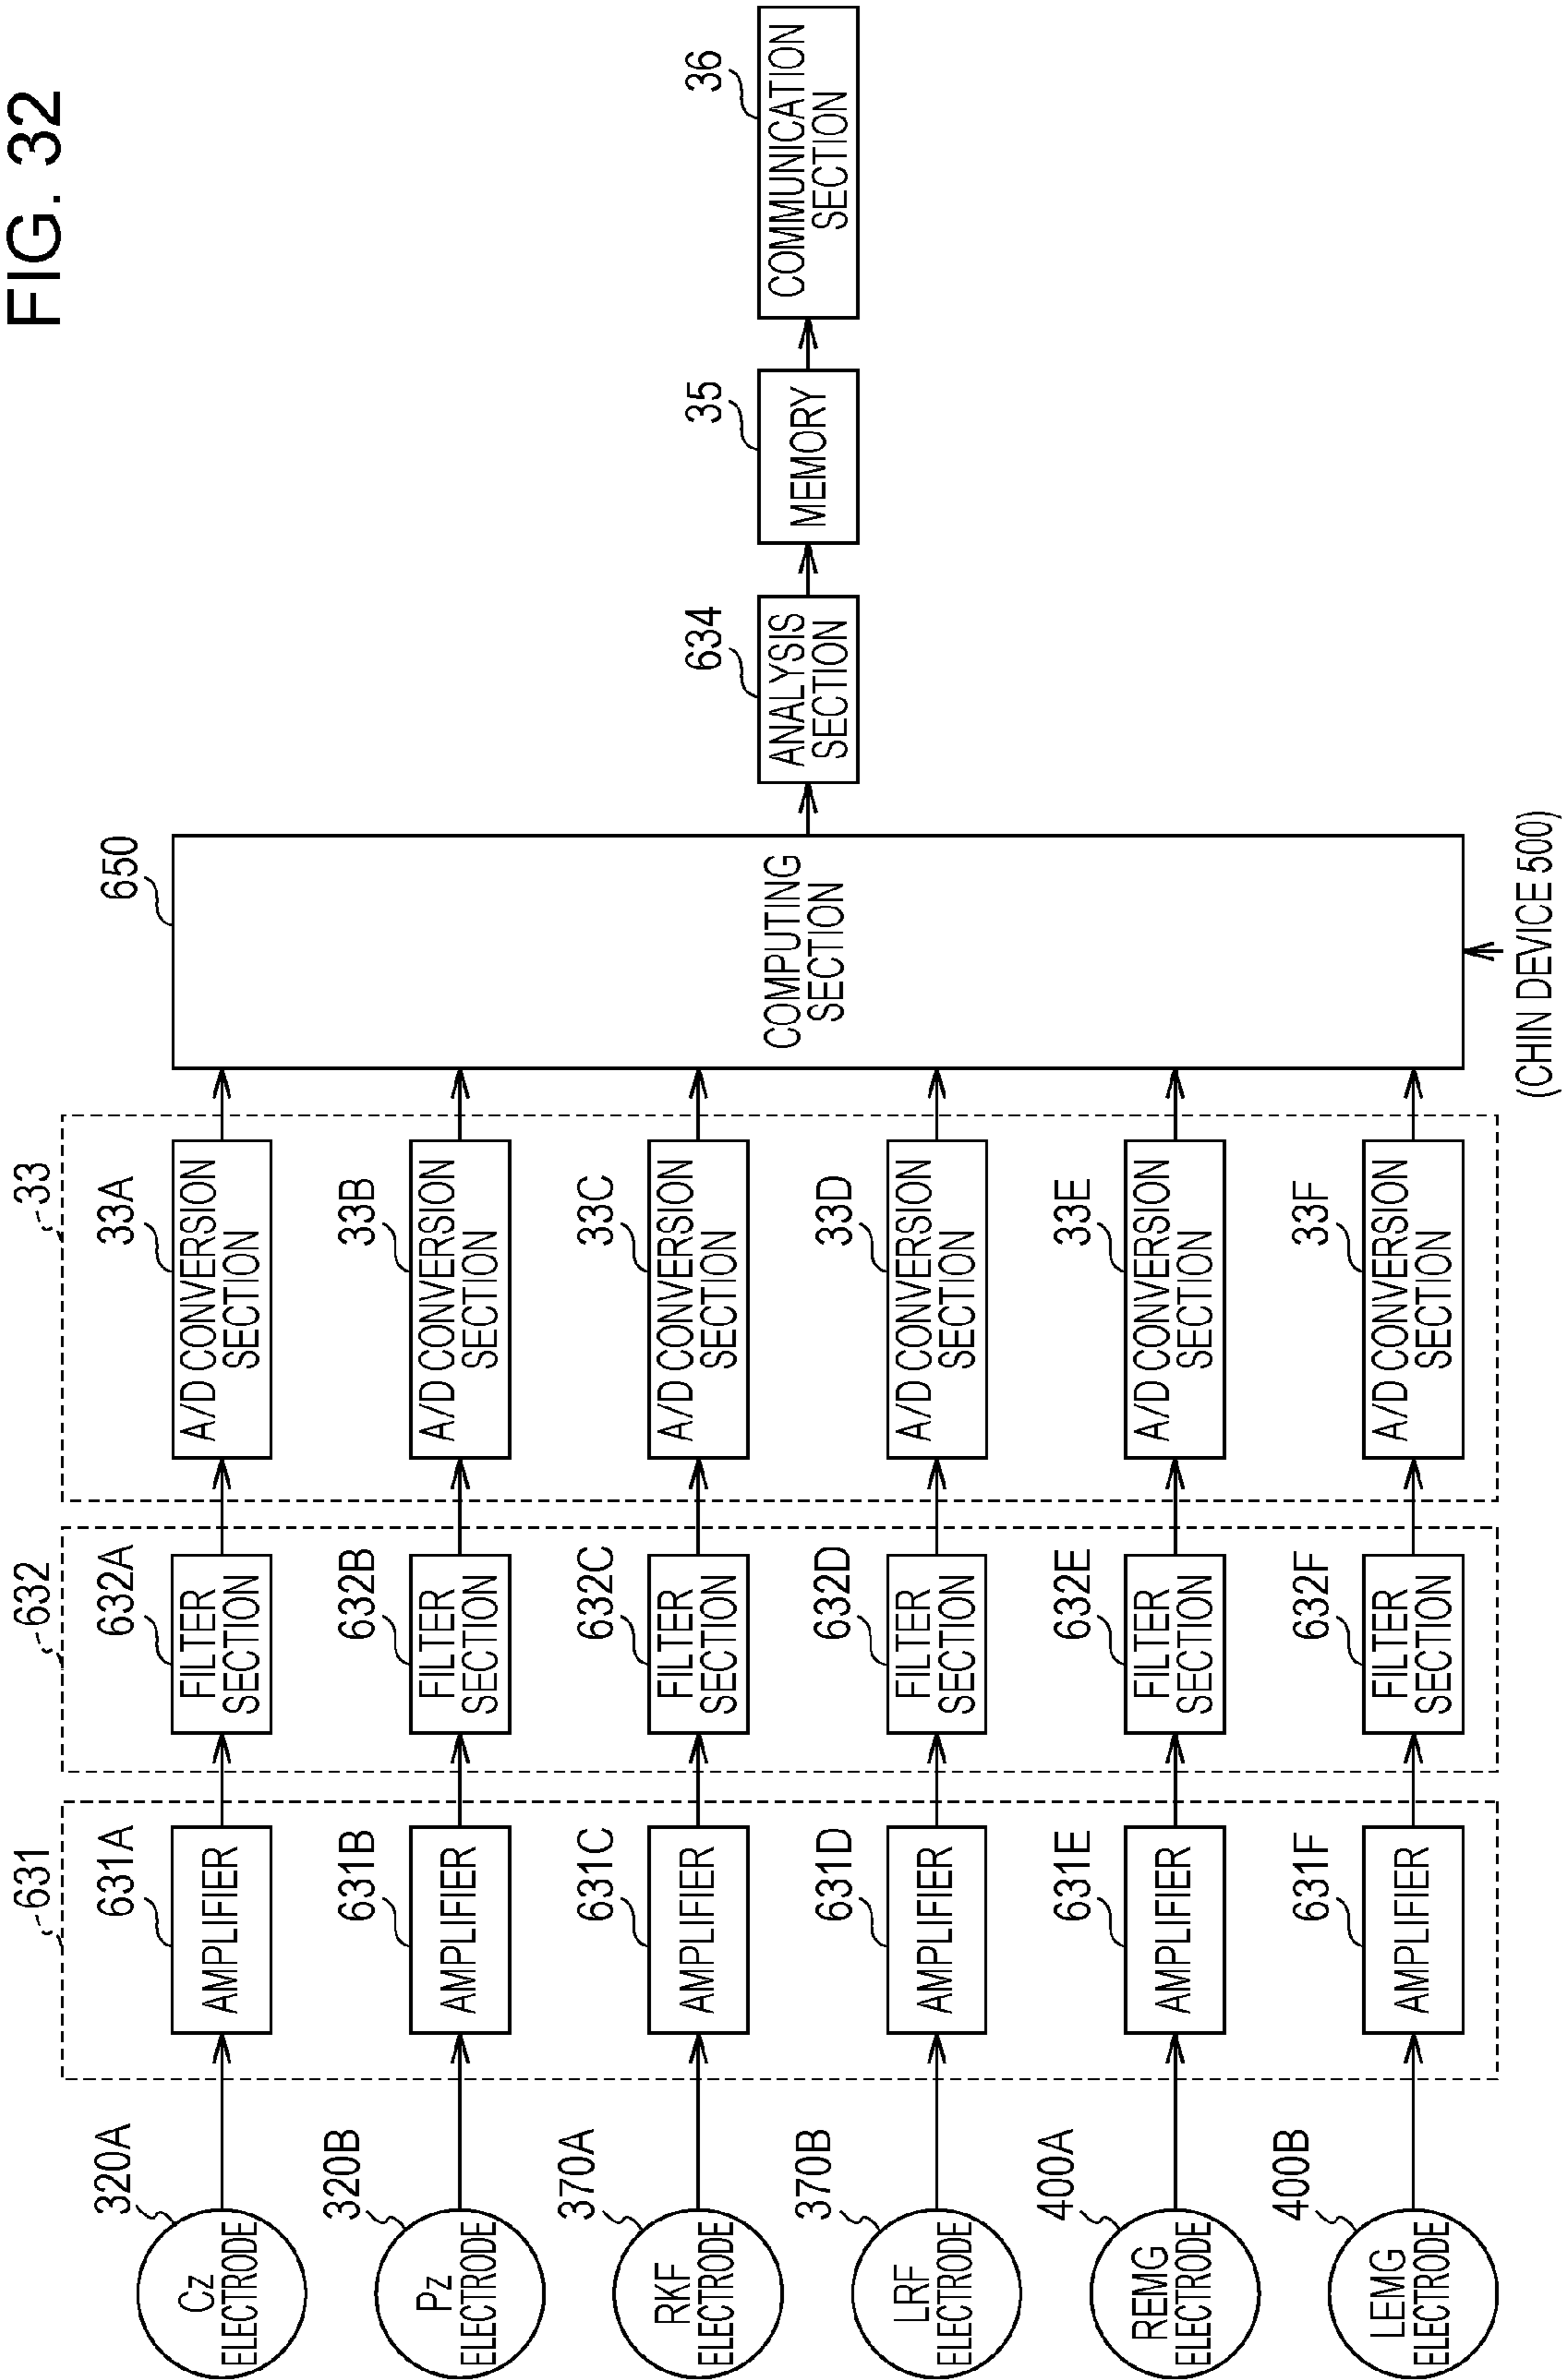 FIG. 32
320A
Cz
ELECTRODE
320B
Pz
ELECTRODE
370A
RKF
ELECTRODE
370B
LRF
ELECTRODE
400A
REMG
ELECTRODE
400B
LEMG
ELECTRODE
631
631A
AMPLIFIER
631B
AMPLIFIER
631C
AMPLIFIER
631D
AMPLIFIER
631E
AMPLIFIER
631F
AMPLIFIER
632
632A
FILTER
SECTION
632B
FILTER
SECTION
632C
FILTER
SECTION
632D
FILTER
SECTION
632E
FILTER
SECTION
632F
FILTER
SECTION
33
33A
A/D CONVERSION
SECTION
33B
A/D CONVERSION
SECTION
33C
A/D CONVERSION
SECTION
33D
A/D CONVERSION
SECTION
33E
A/D CONVERSION
SECTION
33F
A/D CONVERSION
SECTION
650
COMPUTING
SECTION
(CHIN DEVICE 500)
634
ANALYSIS
SECTION
35
MEMORY
36
COMMUNICATION
SECTION